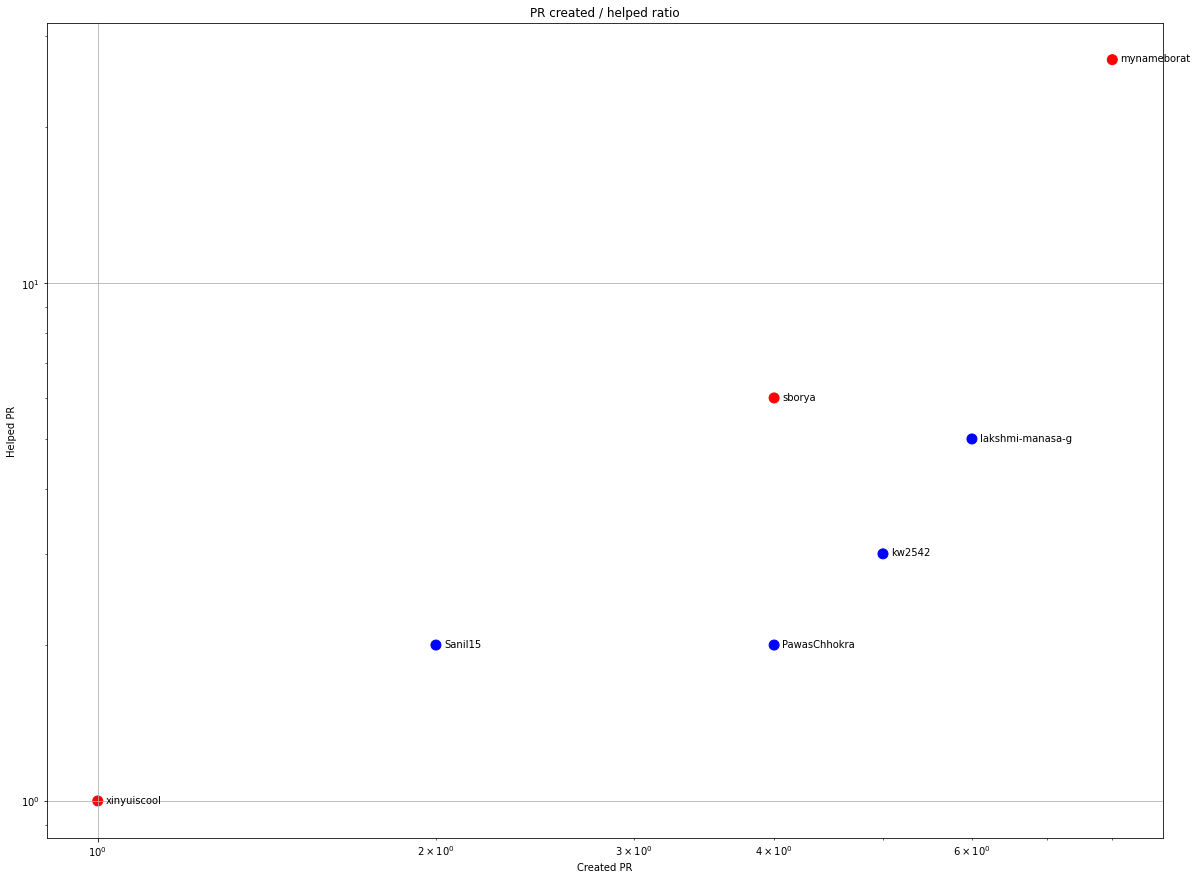 PR created / helped ratio
mynameborat
10¹
sborya
lakshmi-manasa-g
Helped PR
kw2542
Sanil15
PawasChhokra
10⁰
xinyuiscool
10⁰
2 × 10⁰
3 × 10⁰
4 × 10⁰
6 × 10⁰
Created PR